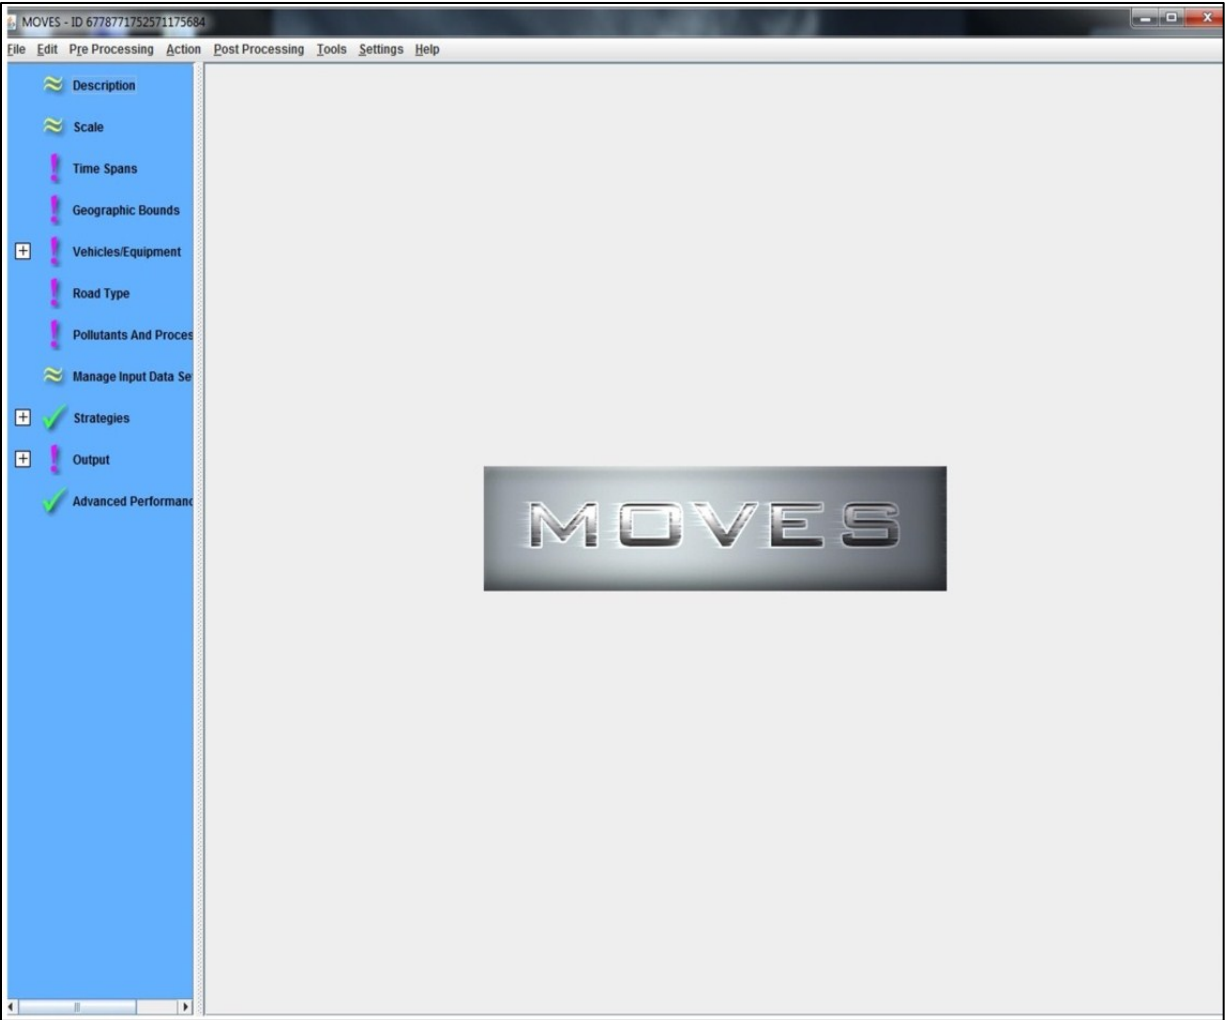 MOVES - ID 6778771752571175684
File Edit Pre Processing Action Post Processing Tools Settings Help
Description
Scale
Time Spans
Geographic Bounds
Vehicles/Equipment
Road Type
Pollutants And Proces
Manage Input Data Se
Strategies
Output
Advanced Performanc
MOVES